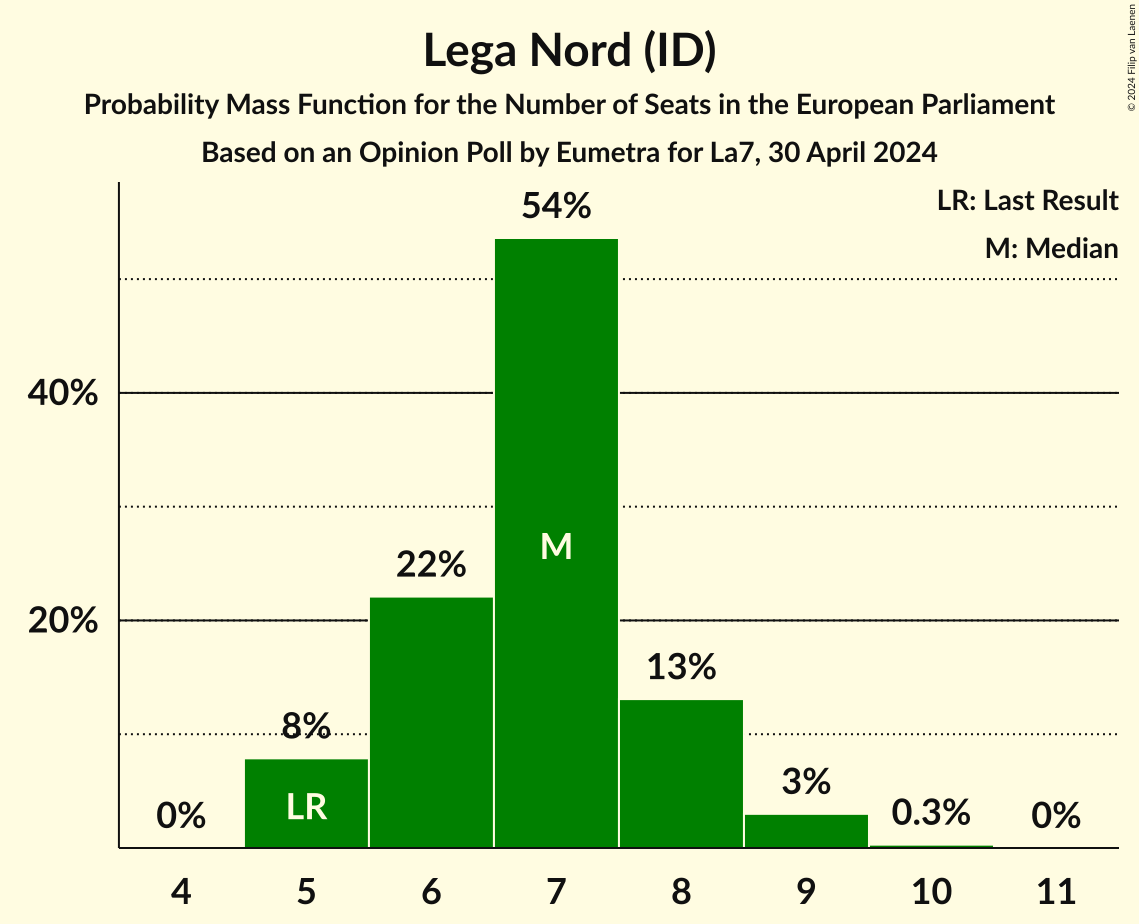 Lega Nord (ID)
Probability Mass Function for the Number of Seats in the European Parliament
Based on an Opinion Poll by Eumetra for La7, 30 April 2024
© 2024 Filip van Laenen
LR: Last Result
M: Median
40%
20%
0%
8%
22%
54%
13%
3%
0.3%
0%
LR
M
4 5 6 7 8 9 10 11